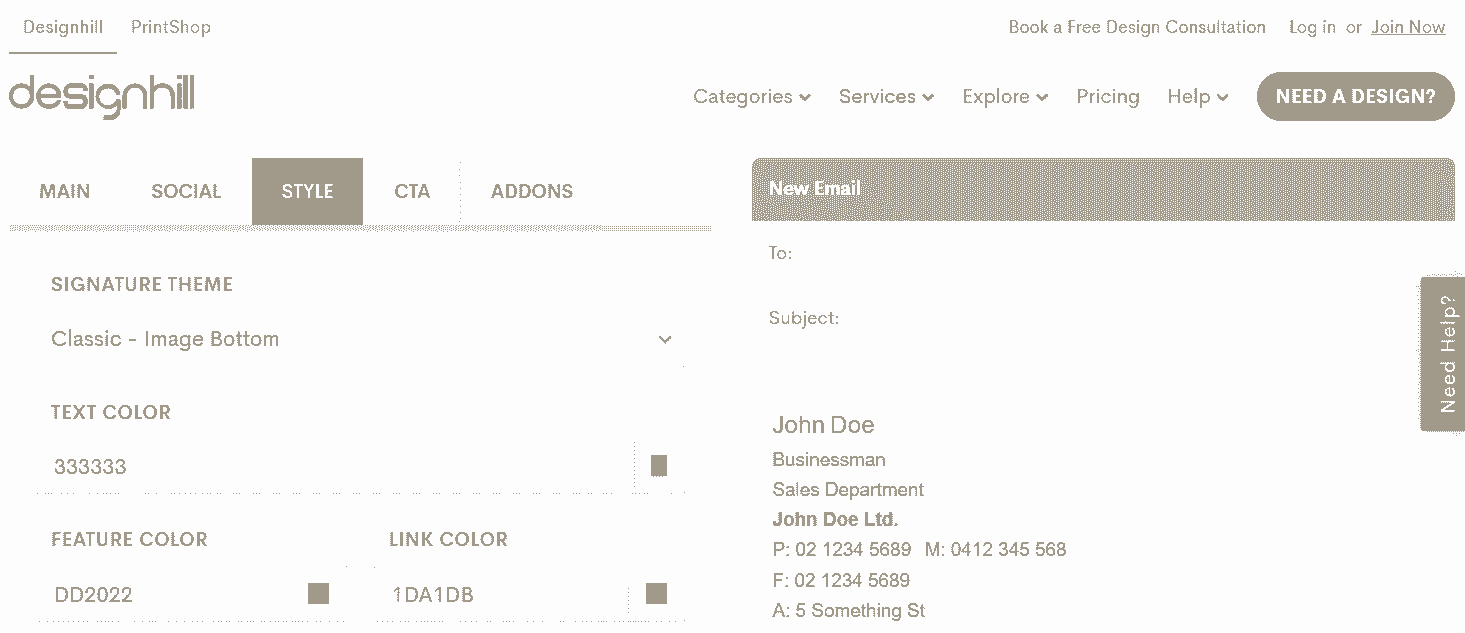 Designhill PrintShop Book a Free Design Consultation Log in or Join Now
designhill Categories Services Explore Pricing Help NEED A DESIGN?
MAIN SOCIAL STYLE CTA ADDONS
SIGNATURE THEME
Classic - Image Bottom
TEXT COLOR
333333
FEATURE COLOR LINK COLOR
DD2022 1DA1DB
New Email
To:
Subject:
John Doe
Businessman
Sales Department
John Doe Ltd.
P: 02 1234 5689 M: 0412 345 568
F: 02 1234 5689
A: 5 Something St
Need Help?